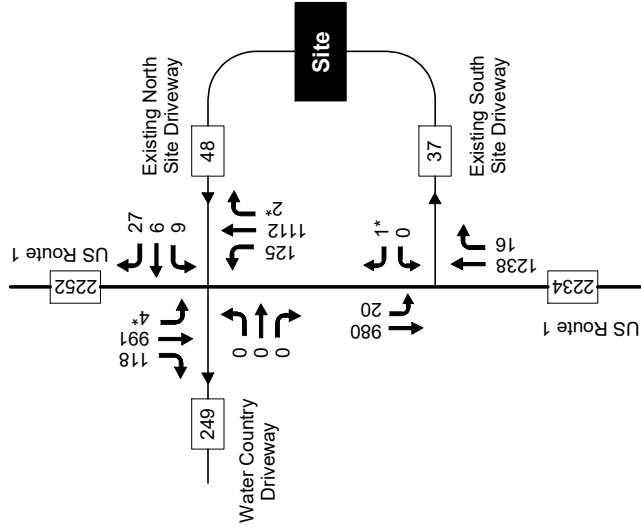 Existing North
Site Driveway
Site
48
27
6
9
US Route 1
2252
2*
1112
125
4*
991
118
0
0
0
249
Water Country
Driveway
1*
0
37
Existing South
Site Driveway
16
1238
20
980
2234
US Route 1